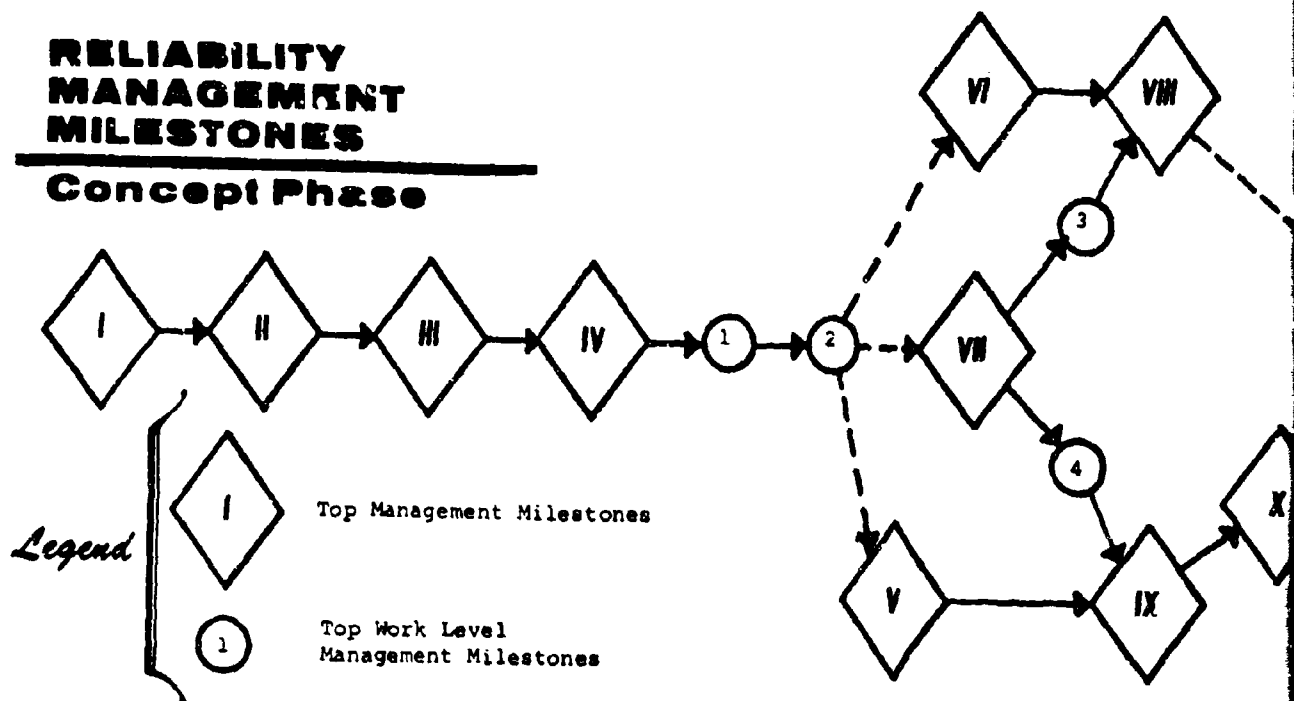 RELIABILITY
MANAGEMENT
MILESTONES
Concept Phase
VI
VIII
3
I
II
III
IV
1
2
VII
4
V
IX
X
Legend
I
Top Management Milestones
1
Top Work Level
Management Milestones